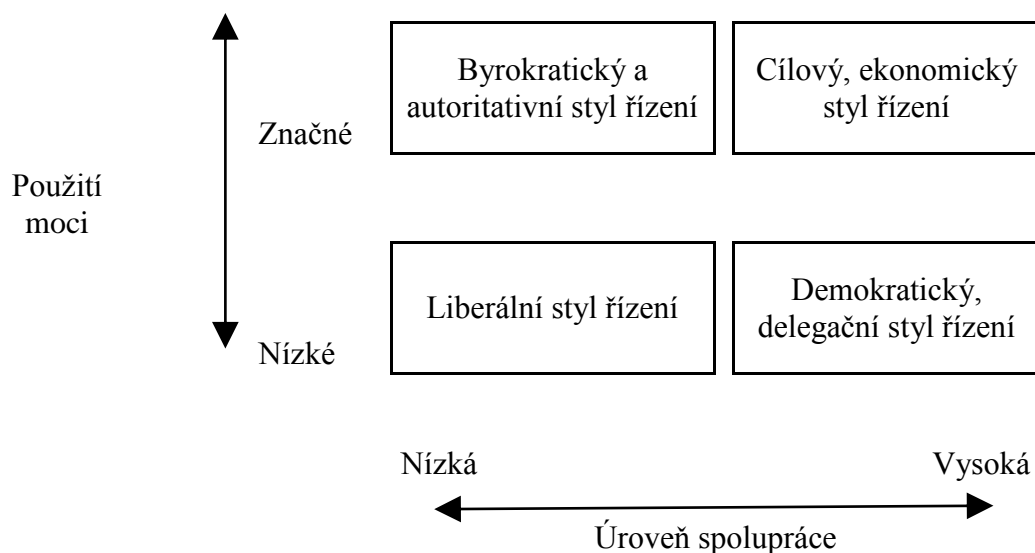 Byrokratický a
autoritativní styl řízení
Cílový, ekonomický
styl řízení
Značné
Použití
moci
Liberální styl řízení
Demokratický,
delegační styl řízení
Nízké
Nízká
Vysoká
Úroveň spolupráce